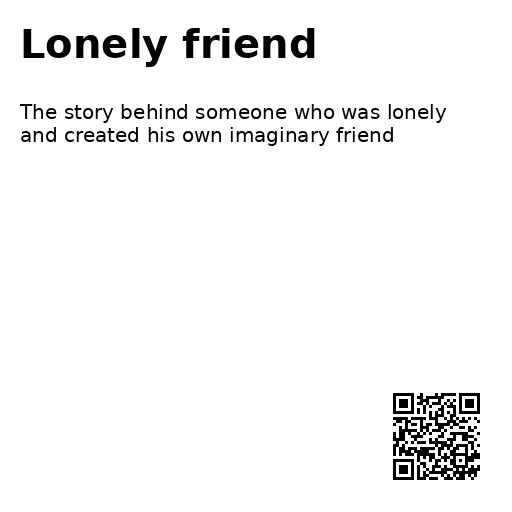 Lonely friend
The story behind someone who was lonely
and created his own imaginary friend